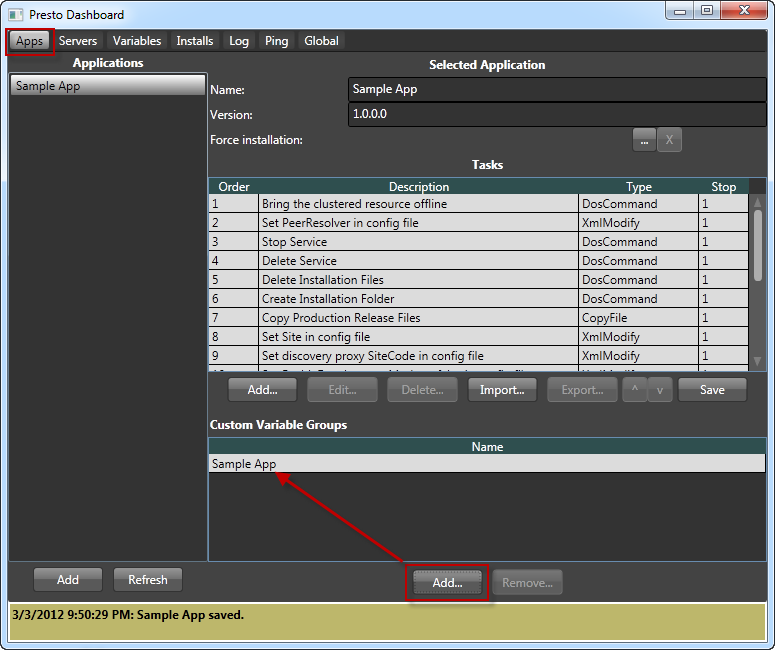 Presto Dashboard
Apps Servers Variables Installs Log Ping Global
Applications
Sample App
Selected Application
Name: Sample App
Version: 1.0.0.0
Force installation: ... X
Tasks
Order Description Type Stop
1 Bring the clustered resource offline DosCommand 1
2 Set PeerResolver in config file XmlModify 1
3 Stop Service DosCommand 1
4 Delete Service DosCommand 1
5 Delete Installation Files DosCommand 1
6 Create Installation Folder DosCommand 1
7 Copy Production Release Files CopyFile 1
8 Set Site in config file XmlModify 1
9 Set discovery proxy SiteCode in config file XmlModify 1
Add... Edit... Delete... Import... Export... ^ v Save
Custom Variable Groups
Name
Sample App
Add Refresh Add... Remove...
3/3/2012 9:50:29 PM: Sample App saved.